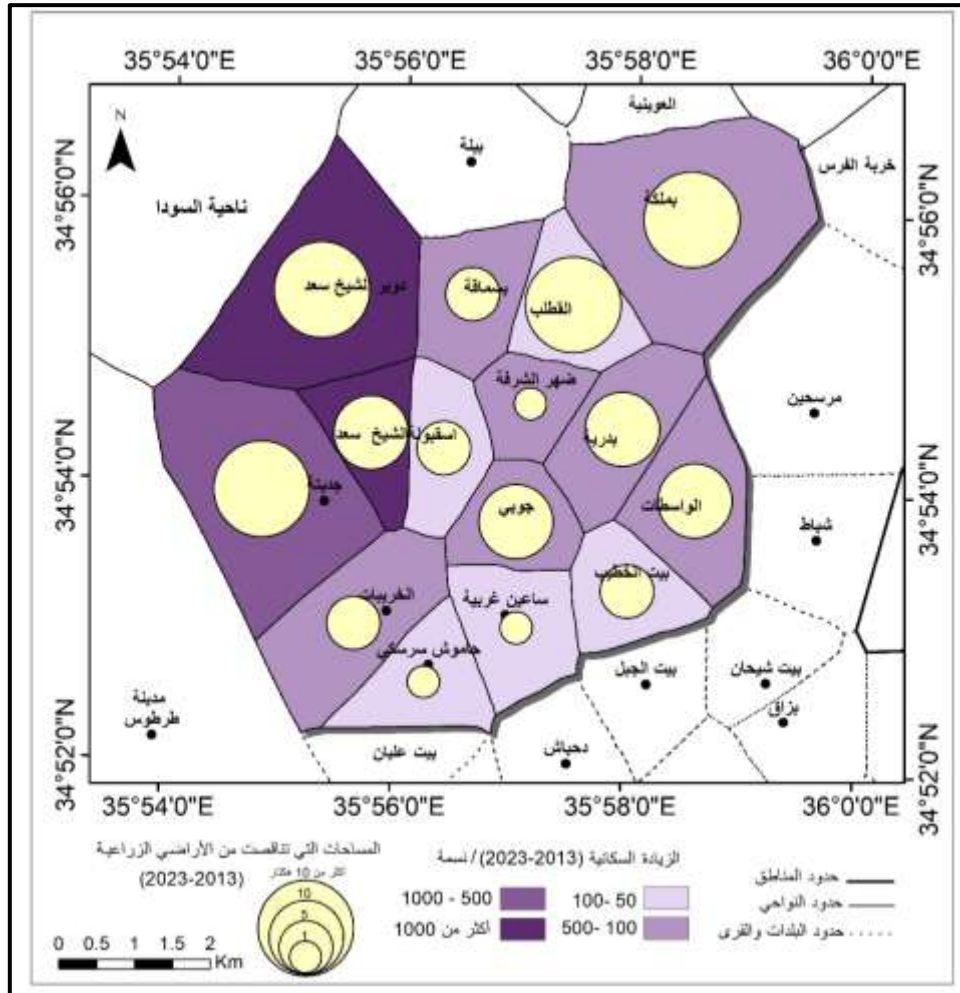 35°54'0"E 35°56'0"E 35°58'0"E 36°0'0"E
العوينية
N
بيلة
خربة الفرس
34°56'0"N
ناحية السودا
بملكة
34°56'0"N
دوير الشيخ سعد
بصماقة
القطلب
ضهر الشرفة
مرسحين
الشيخ سعد
اسقبولة
بدرية
34°54'0"N
جديتة
جويتي
الواسطات
34°54'0"N
شباط
بيت الخطيب
الخريبات
ساعين غربية
حاموش سرسكي
بيت الجبل
بيت شيحان
مدينة
طرطوس
بزاق
34°52'0"N
بيت عليان
دحباش
34°52'0"N
35°54'0"E 35°56'0"E 35°58'0"E 36°0'0"E
المساحات التي تناقصت من الأراضي الزراعية
(2023-2013)
أكثر من 10 هكتار
10
5
1
0 0.5 1 1.5 2
Km
الزيادة السكانية (2013-2023)/ نسمة
100- 50
500- 100
1000 - 500
أكثر من 1000
حدود المناطق
حدود النواحي
حدود البلدات والقرى